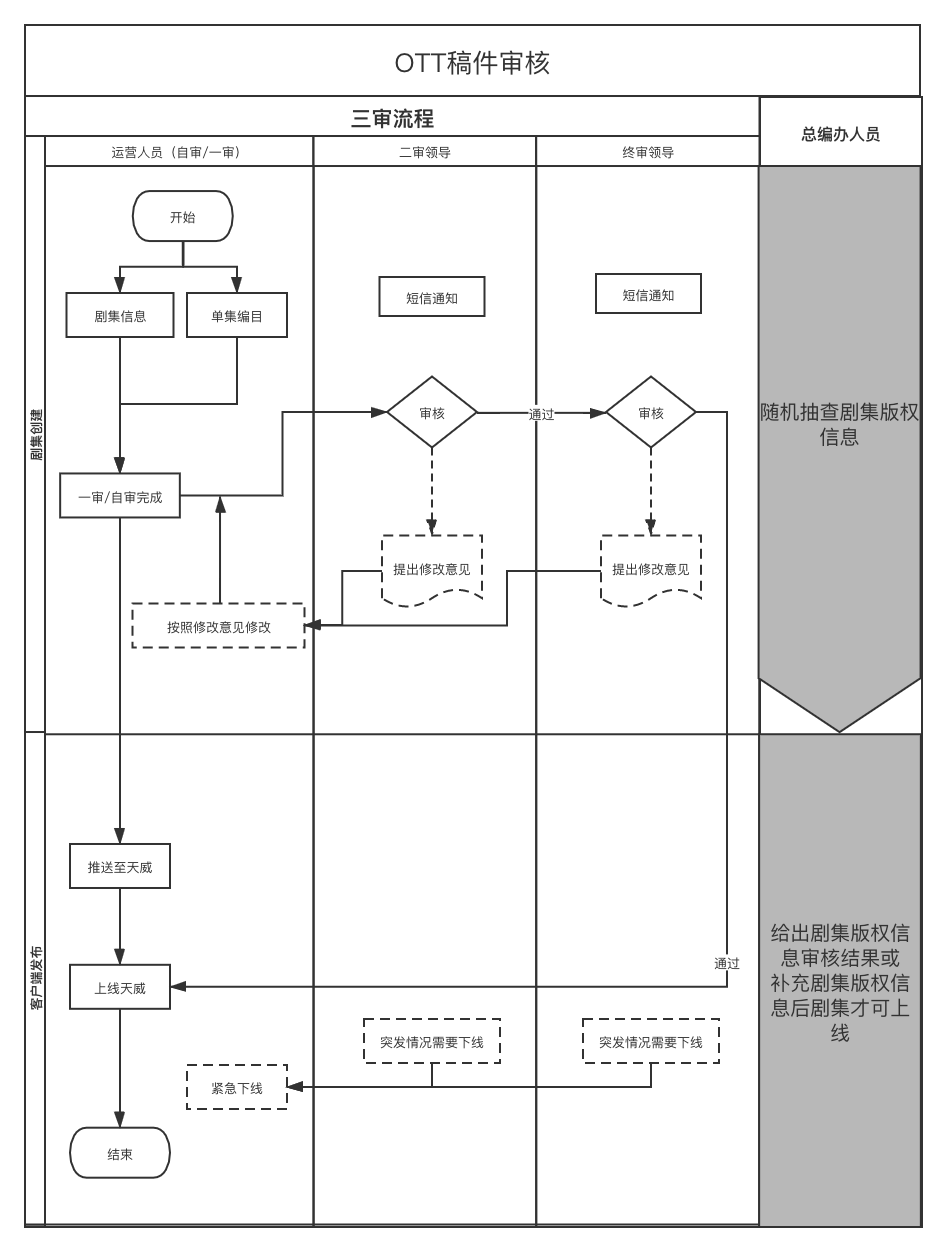 OTT稿件审核
三审流程
总编办人员
运营人员（自审/一审）
二审领导
终审领导
剧集创建
开始
剧集信息
单集编目
短信通知
短信通知
审核
通过
审核
随机抽查剧集版权
信息
一审/自审完成
提出修改意见
提出修改意见
按照修改意见修改
客户端发布
推送至天威
上线天威
通过
给出剧集版权信
息审核结果或
补充剧集版权信
息后剧集才可上
线
突发情况需要下线
突发情况需要下线
紧急下线
结束